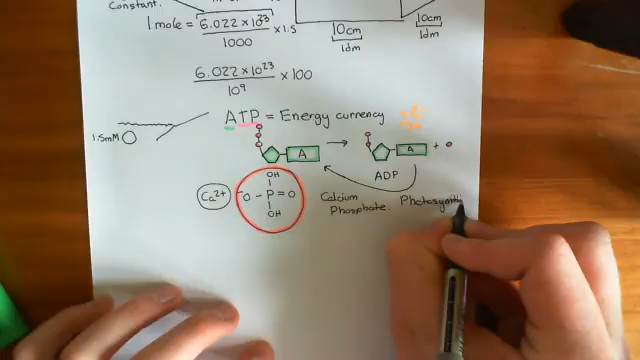 Constant.
1 mole = 6.022 × 10²³ / 1000 × 1.5
10cm
1dm
10cm
1dm
6.022 × 10²³ / 10⁹ × 100
ATP = Energy currency
1.5mM
A
A
+
ADP
Ca²⁺
OH
⁻O - P = O
OH
Calcium
Phosphate.